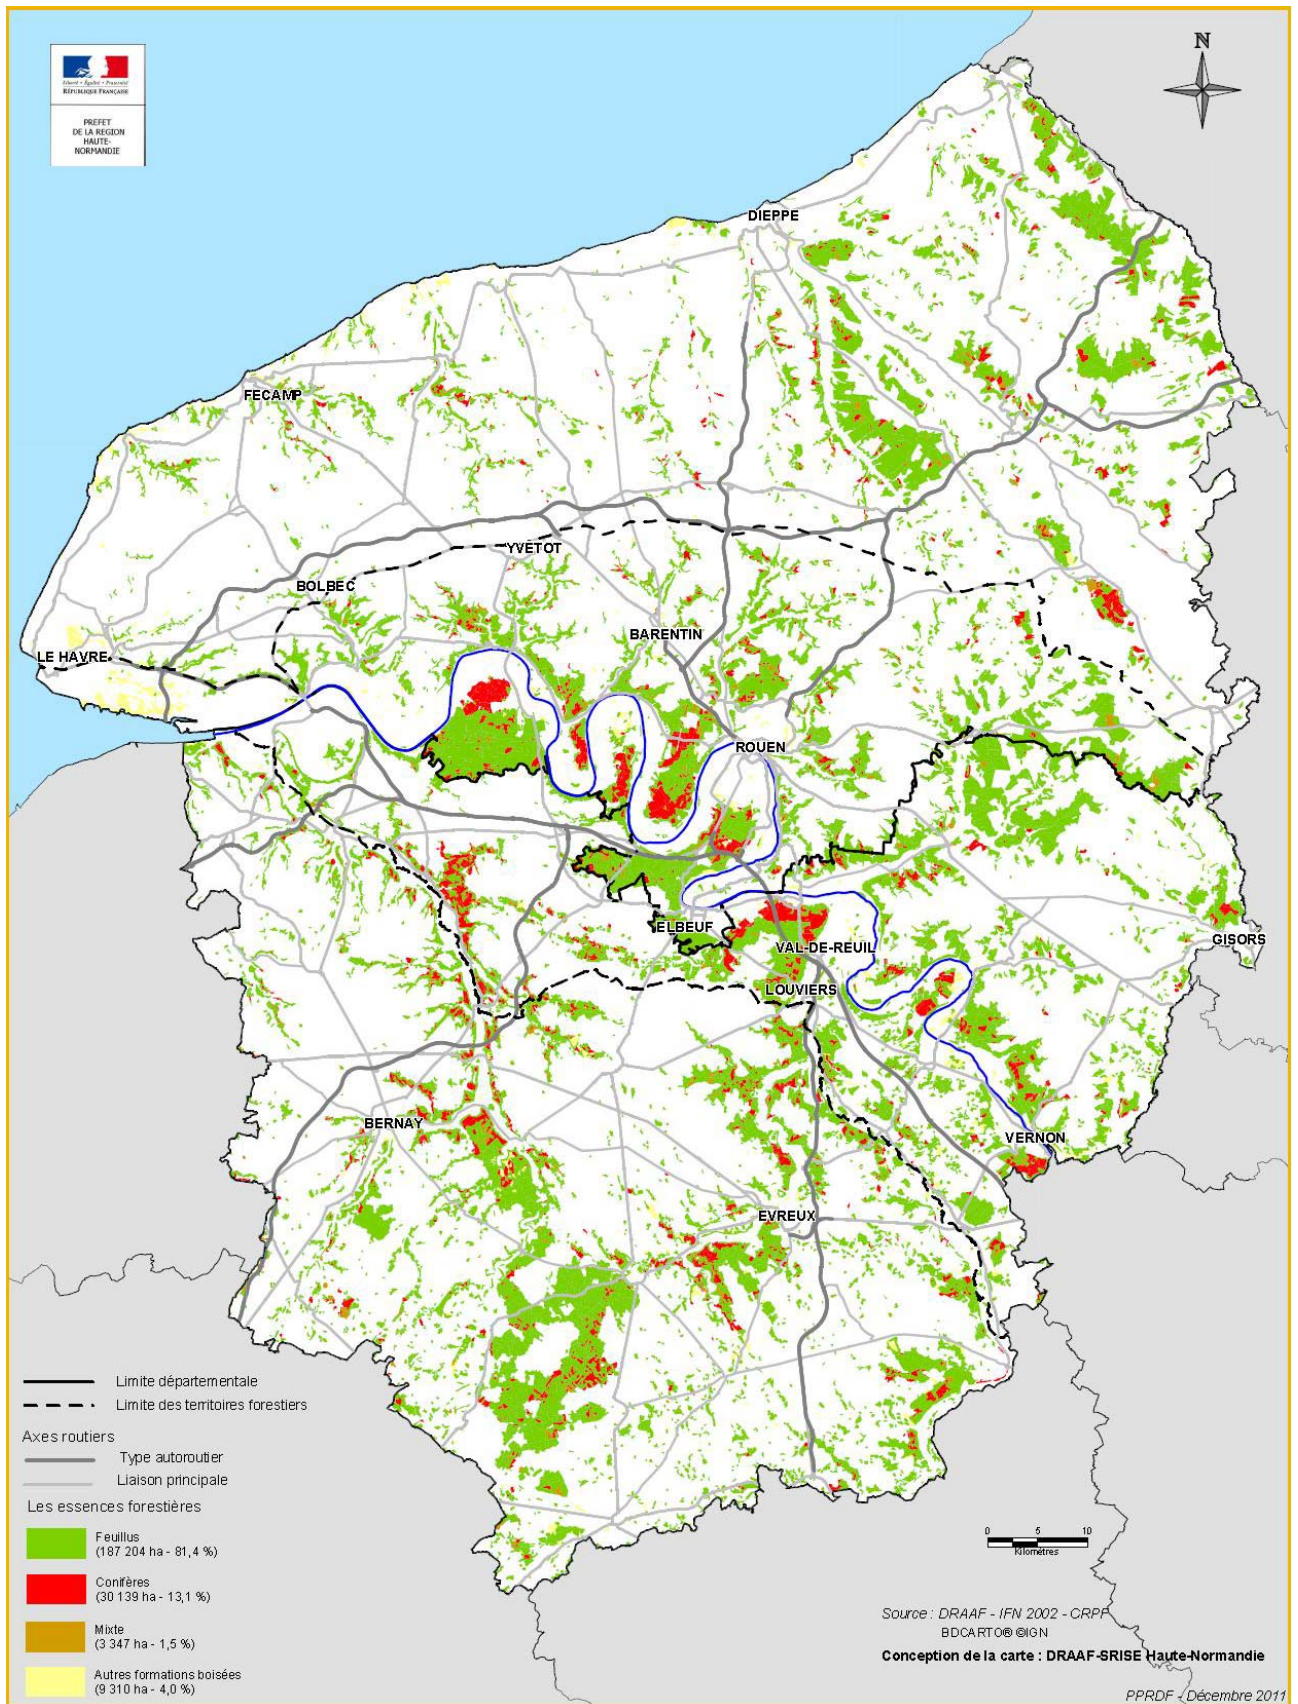 N
Liberté • Égalité • Fraternité
RÉPUBLIQUE FRANÇAISE
PREFET
DE LA REGION
HAUTE-
NORMANDIE
DIEPPE
FECAMP
YVETOT
BOLBEC
BARENTIN
LE HAVRE
ROUEN
ELBEUF
GISORS
VAL-DE-REUIL
LOUVIERS
BERNAY
VERNON
EVREUX
Limite départementale
Limite des territoires forestiers
Axes routiers
Type autoroutier
Liaison principale
Les essences forestières
Feuillus
(187 204 ha - 81,4 %)
Conifères
(30 139 ha - 13,1 %)
Mixte
(3 347 ha - 1,5 %)
Autres formations boisées
(9 310 ha - 4,0 %)
0 5 10
Kilomètres
Source : DRAAF - IFN 2002 - CRPF
BDCARTO® ©IGN
Conception de la carte : DRAAF-SRISE Haute-Normandie
PPRDF - Décembre 2011